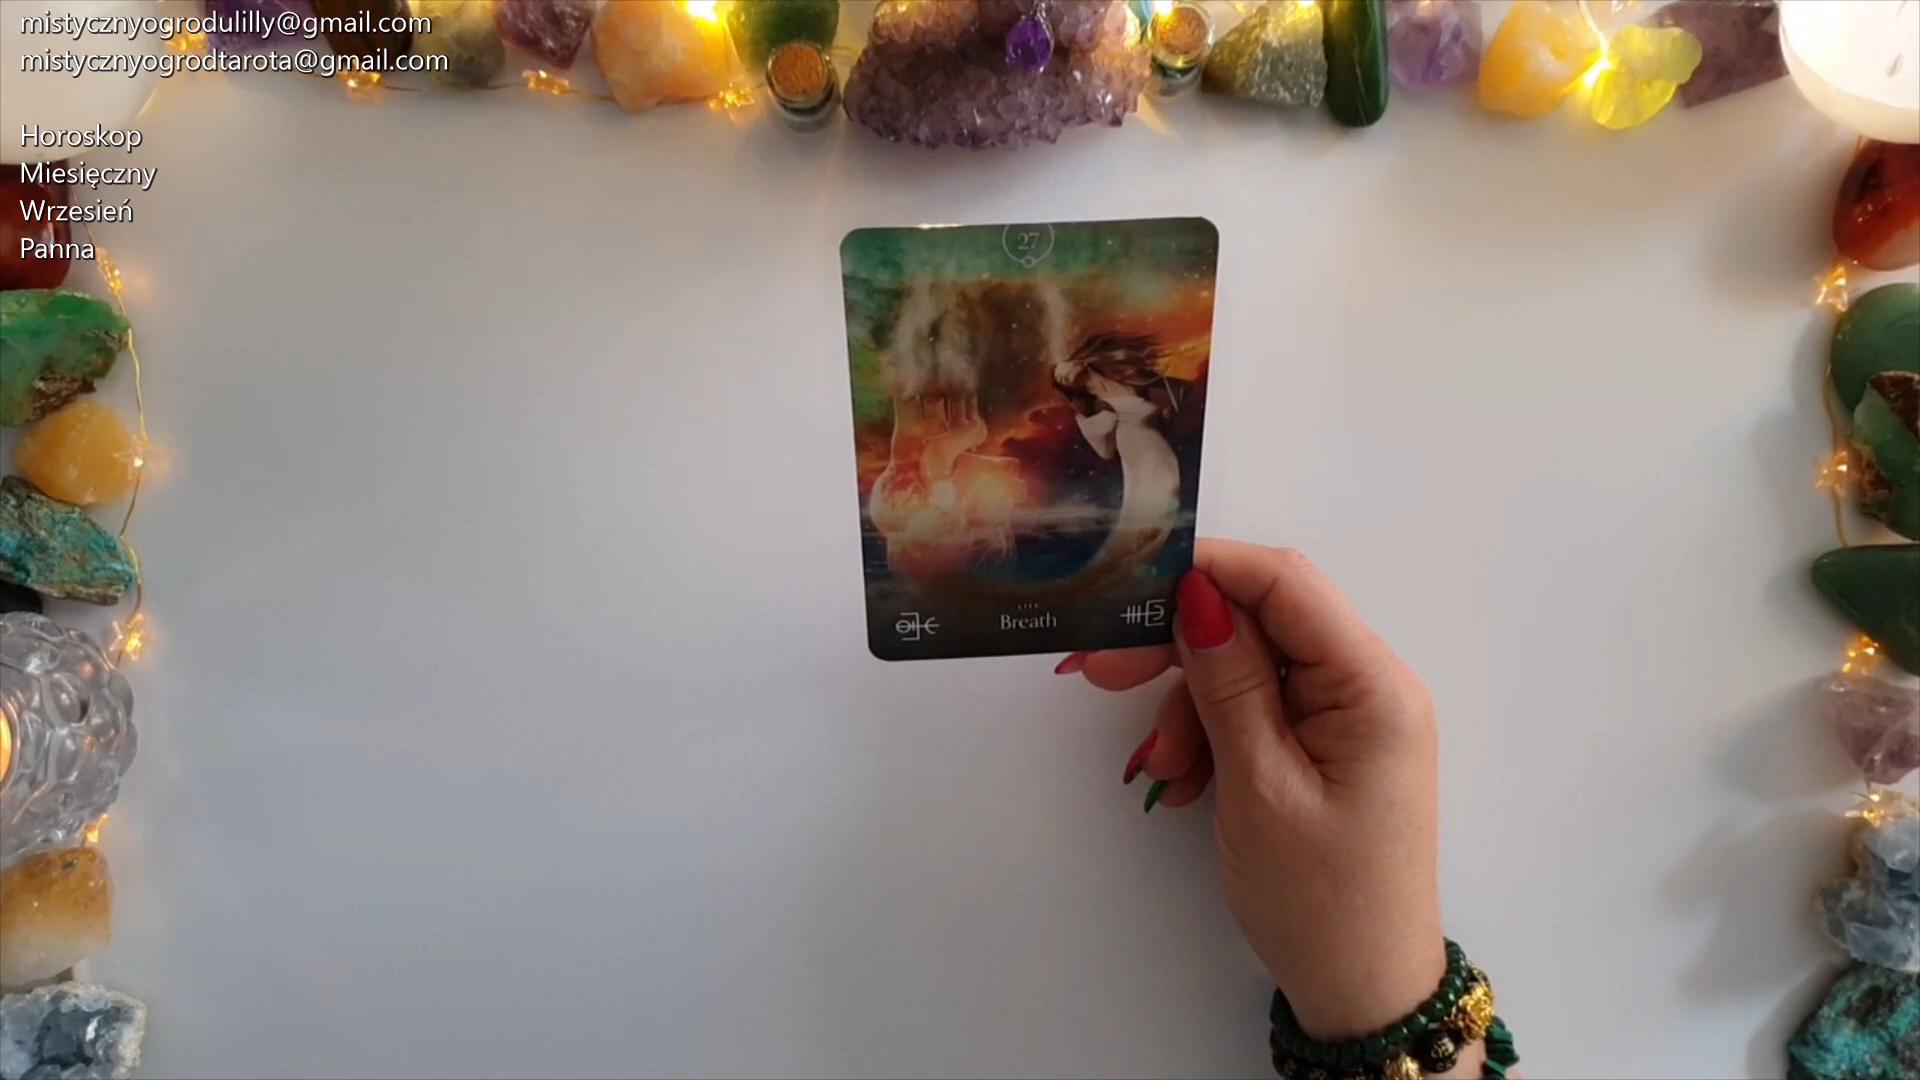 mistycznyogrodulilly@gmail.com
mistycznyogrodtarota@gmail.com
Horoskop
Miesięczny
Wrzesień
Panna
27
Breath